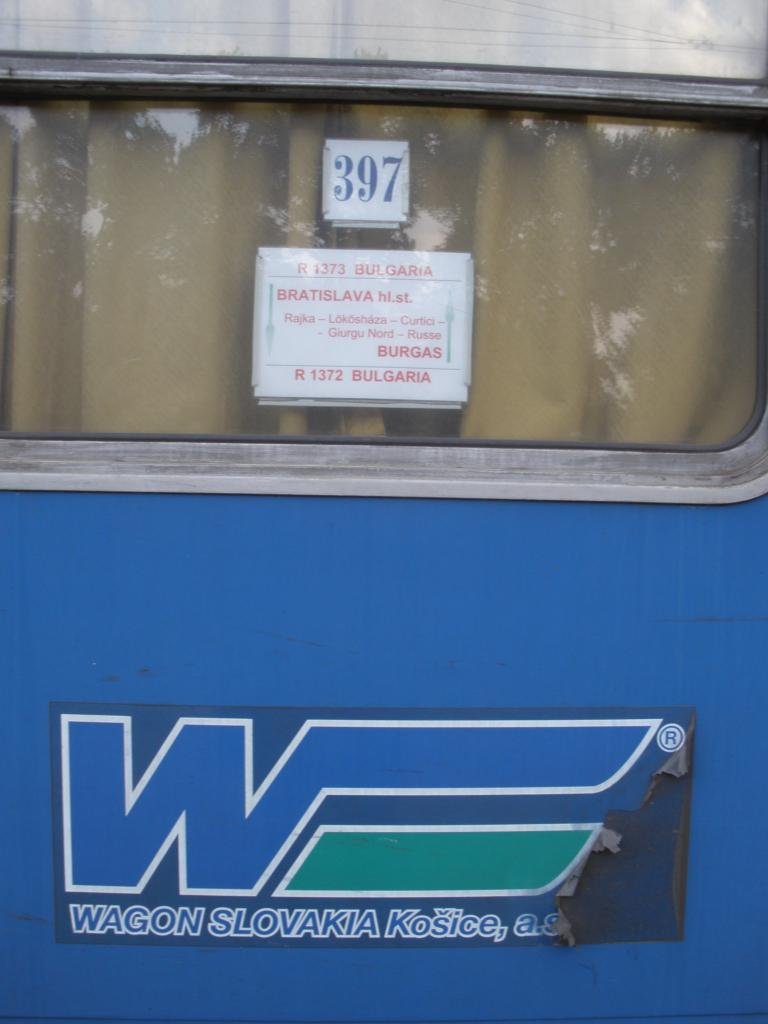 397
R 1373 BULGARIA
BRATISLAVA hl.st.
Rajka – Lökösháza – Curtici –
- Giurgu Nord – Russe
BURGAS
R 1372 BULGARIA
W
®
WAGON SLOVAKIA Košice, a.s